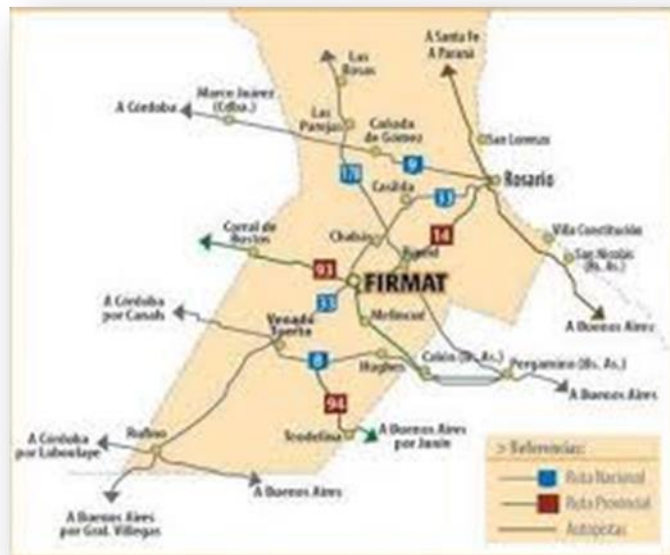 A Santa Fe
A Paraná
Las
Rosas
Marcos Juárez
(Cdba.)
A Córdoba
Las
Parejas
Cañada
de Gómez
San Lorenzo
9
178
Rosario
Casilda
33
Villa Constitución
Corral de
Bustos
Chabás
14
San Nicolás
(Bs. As.)
93
FIRMAT
33
A Córdoba
por Canals
Venado
Tuerto
Melincué
A Buenos Aires
8
Hughes
Colón (Bs. As.)
Pergamino (Bs. As.)
A Buenos Aires
94
Rufino
Teodelina
A Buenos Aires
por Junín
A Córdoba
por Laboulaye
A Buenos Aires
A Buenos Aires
por Gral. Villegas
> Referencias:
Ruta Nacional
Ruta Provincial
Autopistas